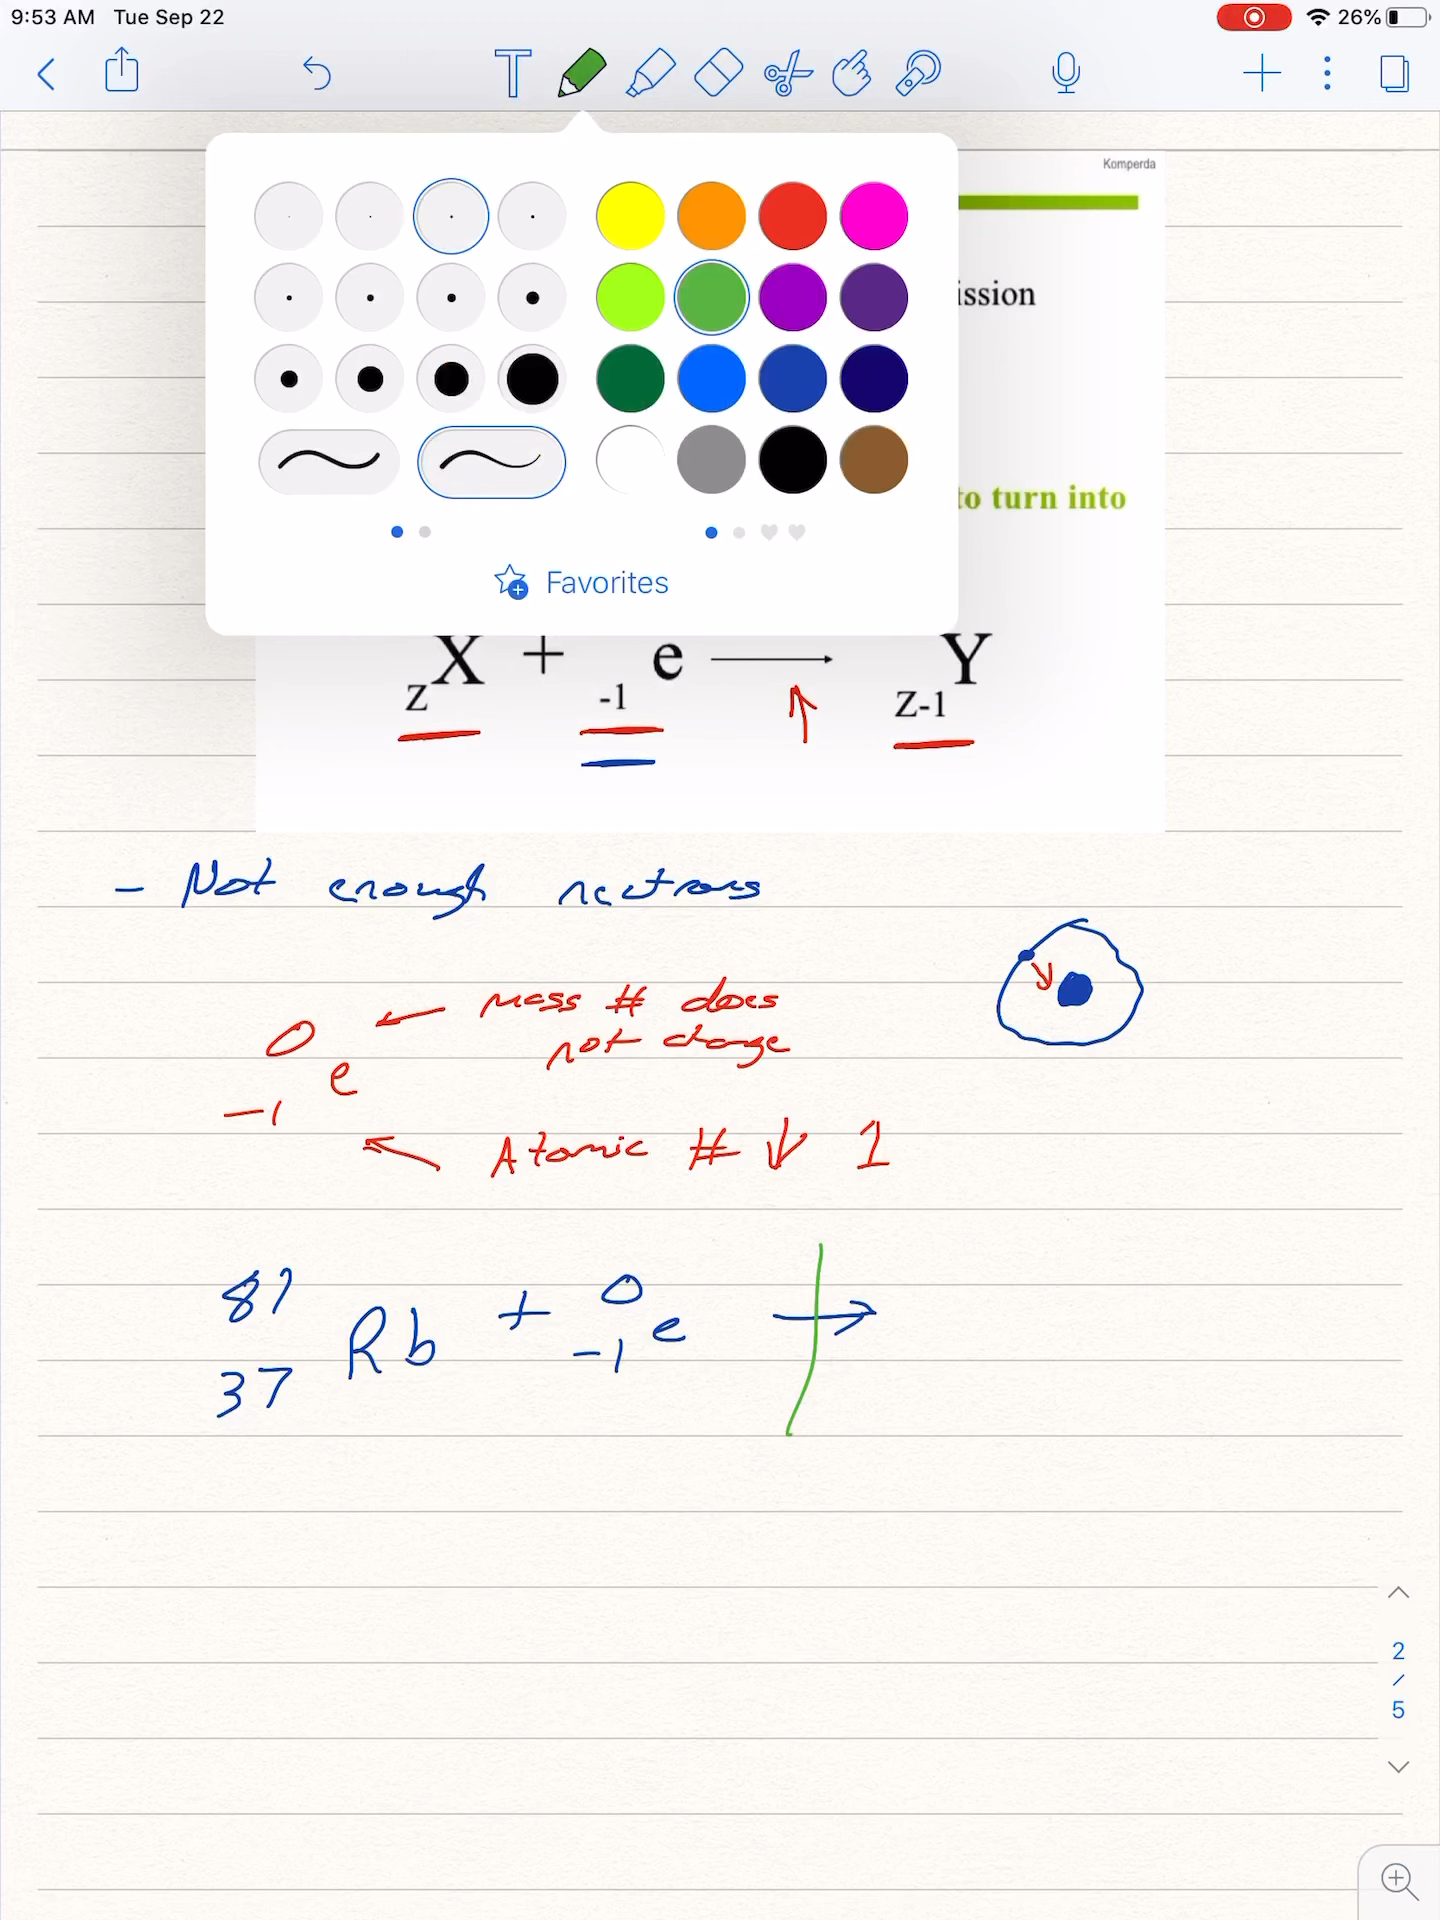 9:53 AM Tue Sep 22 26%
T
Komperda
ission
to turn into
Favorites
X + e Y
Z -1 Z-1
- Not enough neutrons
0 ← mass # does
not change
e
-1
Atomic # ↓ 1
81 Rb + 0 e →
37 -1
2
/
5